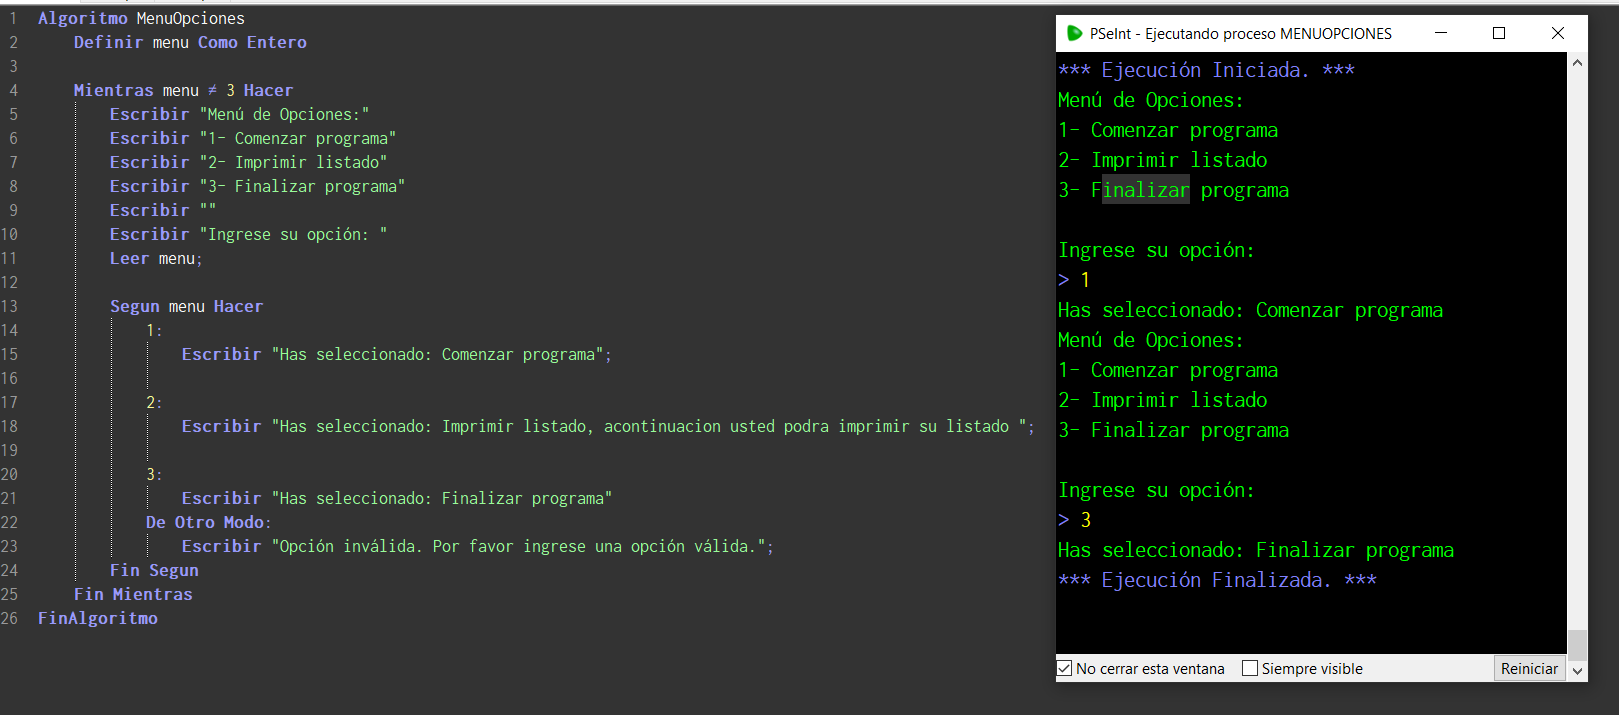 1 Algoritmo MenuOpciones
2 Definir menu Como Entero
3
4 Mientras menu ≠ 3 Hacer
5 Escribir "Menú de Opciones:"
6 Escribir "1- Comenzar programa"
7 Escribir "2- Imprimir listado"
8 Escribir "3- Finalizar programa"
9 Escribir ""
10 Escribir "Ingrese su opción: "
11 Leer menu;
12
13 Segun menu Hacer
14 1:
15 Escribir "Has seleccionado: Comenzar programa";
16
17 2:
18 Escribir "Has seleccionado: Imprimir listado, acontinuacion usted podra imprimir su listado ";
19
20 3:
21 Escribir "Has seleccionado: Finalizar programa"
22 De Otro Modo:
23 Escribir "Opción inválida. Por favor ingrese una opción válida.";
24 Fin Segun
25 Fin Mientras
26 FinAlgoritmo
PSeInt - Ejecutando proceso MENUOPCIONES
*** Ejecución Iniciada. ***
Menú de Opciones:
1- Comenzar programa
2- Imprimir listado
3- Finalizar programa
Ingrese su opción:
> 1
Has seleccionado: Comenzar programa
Menú de Opciones:
1- Comenzar programa
2- Imprimir listado
3- Finalizar programa
Ingrese su opción:
> 3
Has seleccionado: Finalizar programa
*** Ejecución Finalizada. ***
No cerrar esta ventana Siempre visible Reiniciar